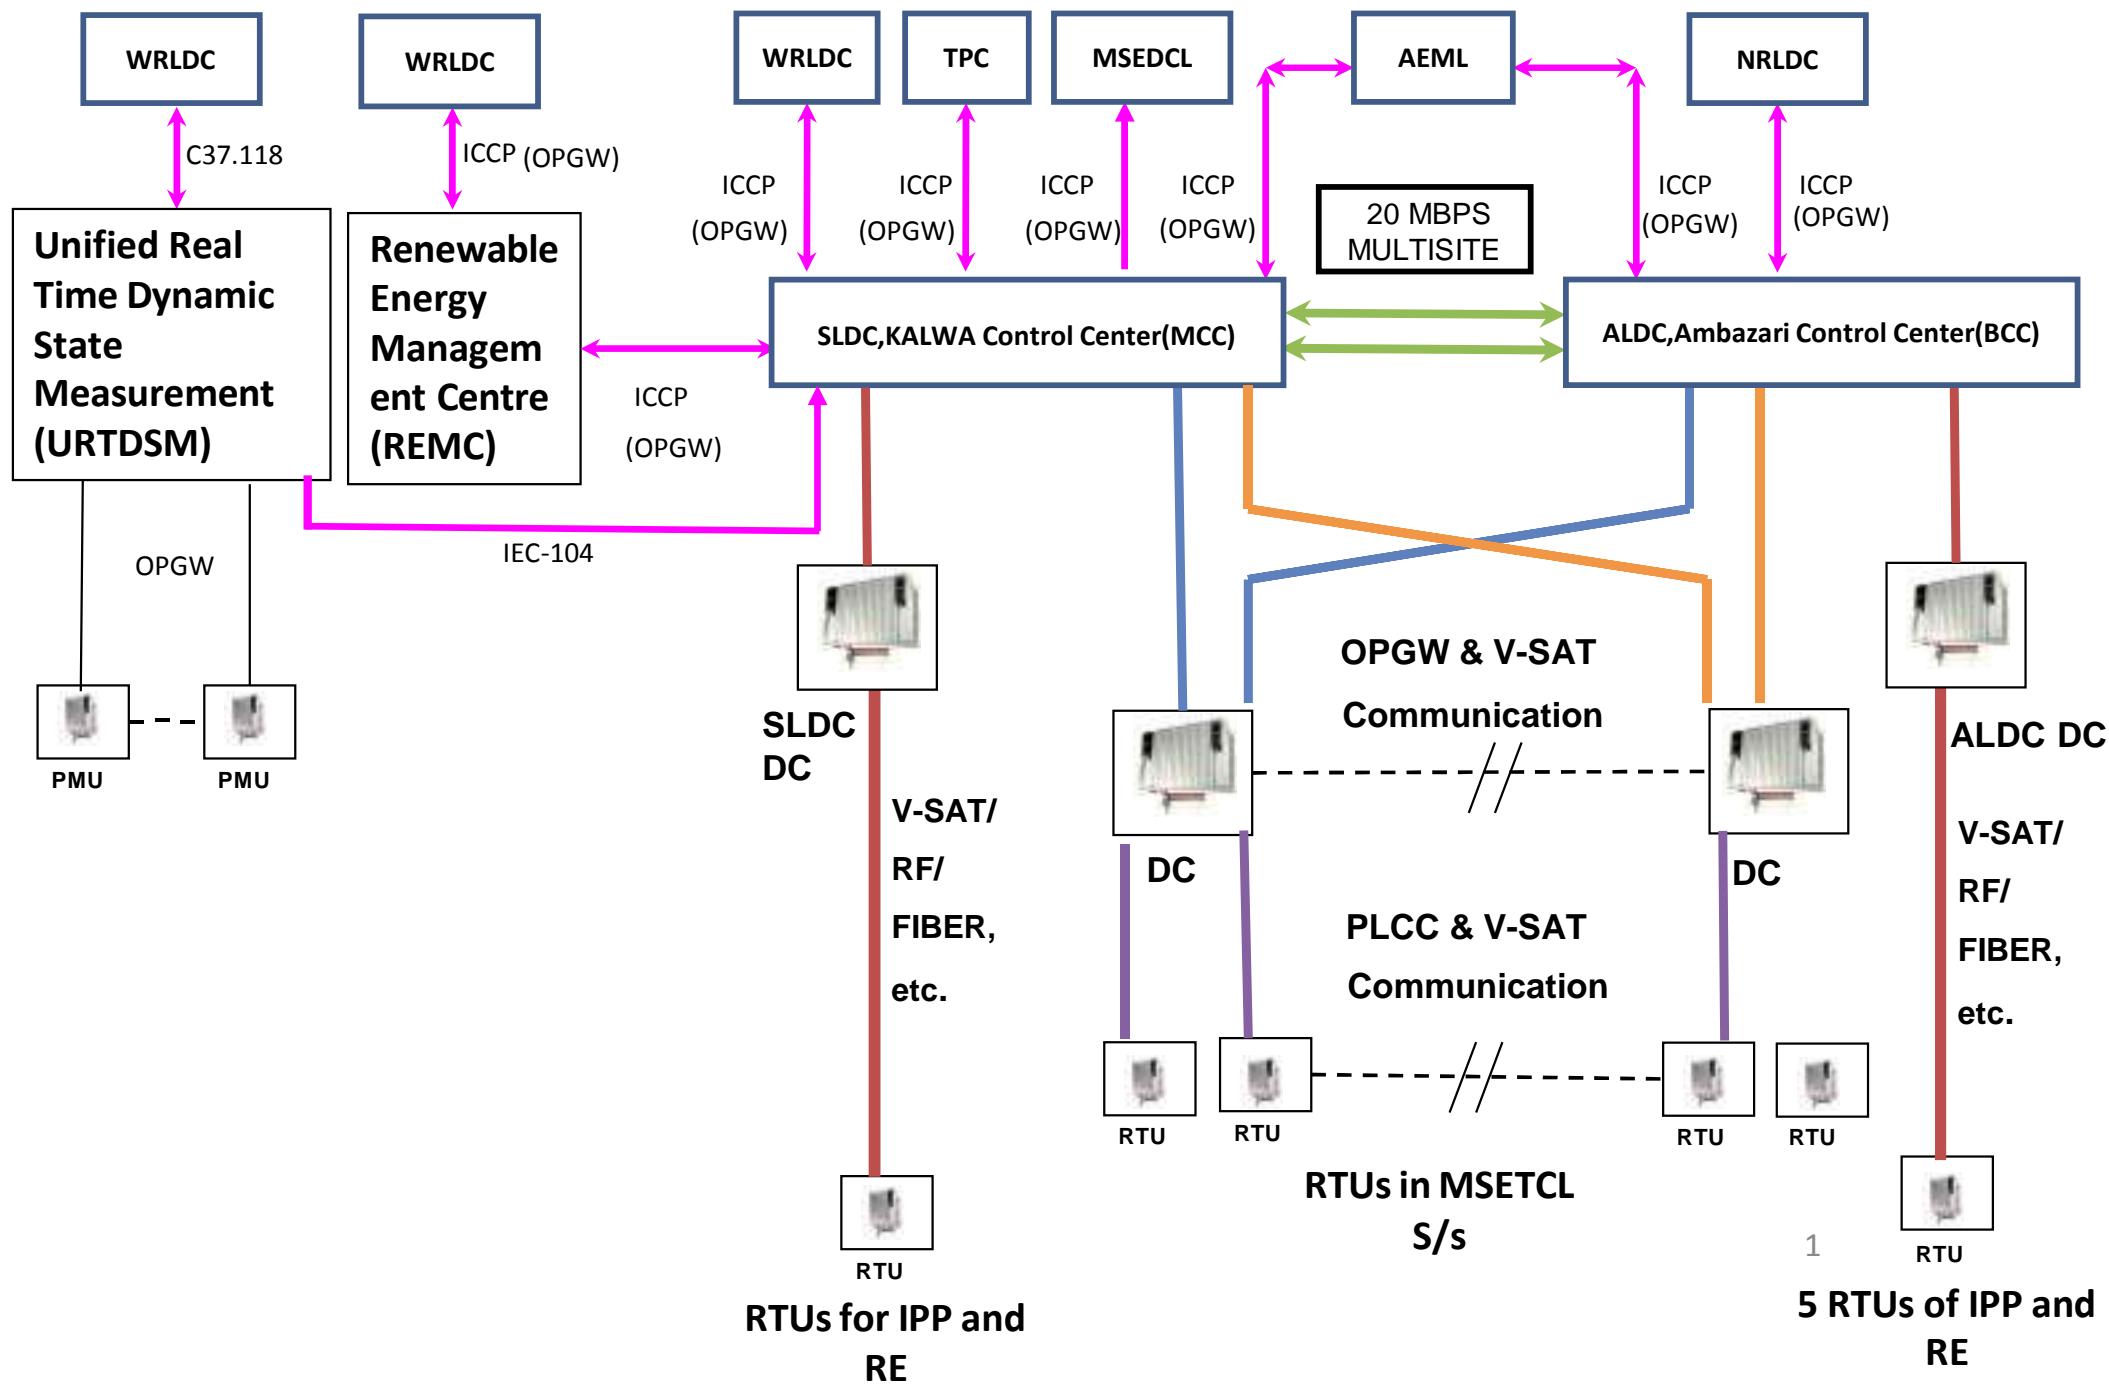 WRLDC
WRLDC
WRLDC
TPC
MSEDCL
AEML
NRLDC
C37.118
ICCP (OPGW)
ICCP
(OPGW)
ICCP
(OPGW)
ICCP
(OPGW)
ICCP
(OPGW)
ICCP
(OPGW)
ICCP
(OPGW)
20 MBPS
MULTISITE
Unified Real
Time Dynamic
State
Measurement
(URTDSM)
Renewable
Energy
Managem
ent Centre
(REMC)
SLDC,KALWA Control Center(MCC)
ALDC,Ambazari Control Center(BCC)
ICCP
(OPGW)
IEC-104
OPGW
PMU
PMU
SLDC
DC
OPGW & V-SAT
Communication
ALDC DC
V-SAT/
RF/
FIBER,
etc.
DC
DC
PLCC & V-SAT
Communication
V-SAT/
RF/
FIBER,
etc.
RTU
RTU
RTU
RTU
RTUs in MSETCL
S/s
RTU
RTUs for IPP and
RE
1
RTU
5 RTUs of IPP and
RE